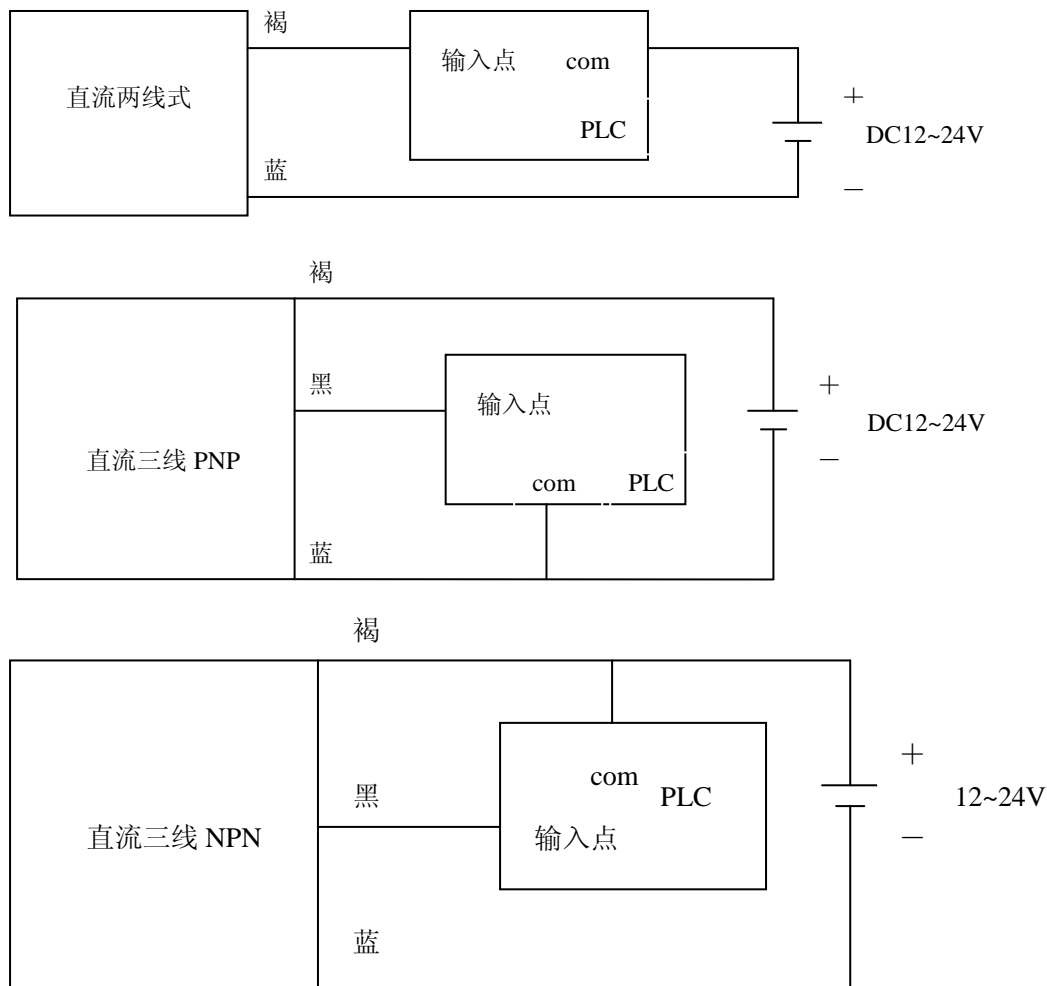 褐
输入点 com
直流两线式
PLC
蓝
+
DC12~24V
—
褐
黑
输入点
直流三线 PNP
com PLC
蓝
+
DC12~24V
—
褐
com
PLC
黑
输入点
直流三线 NPN
蓝
+
12~24V
—